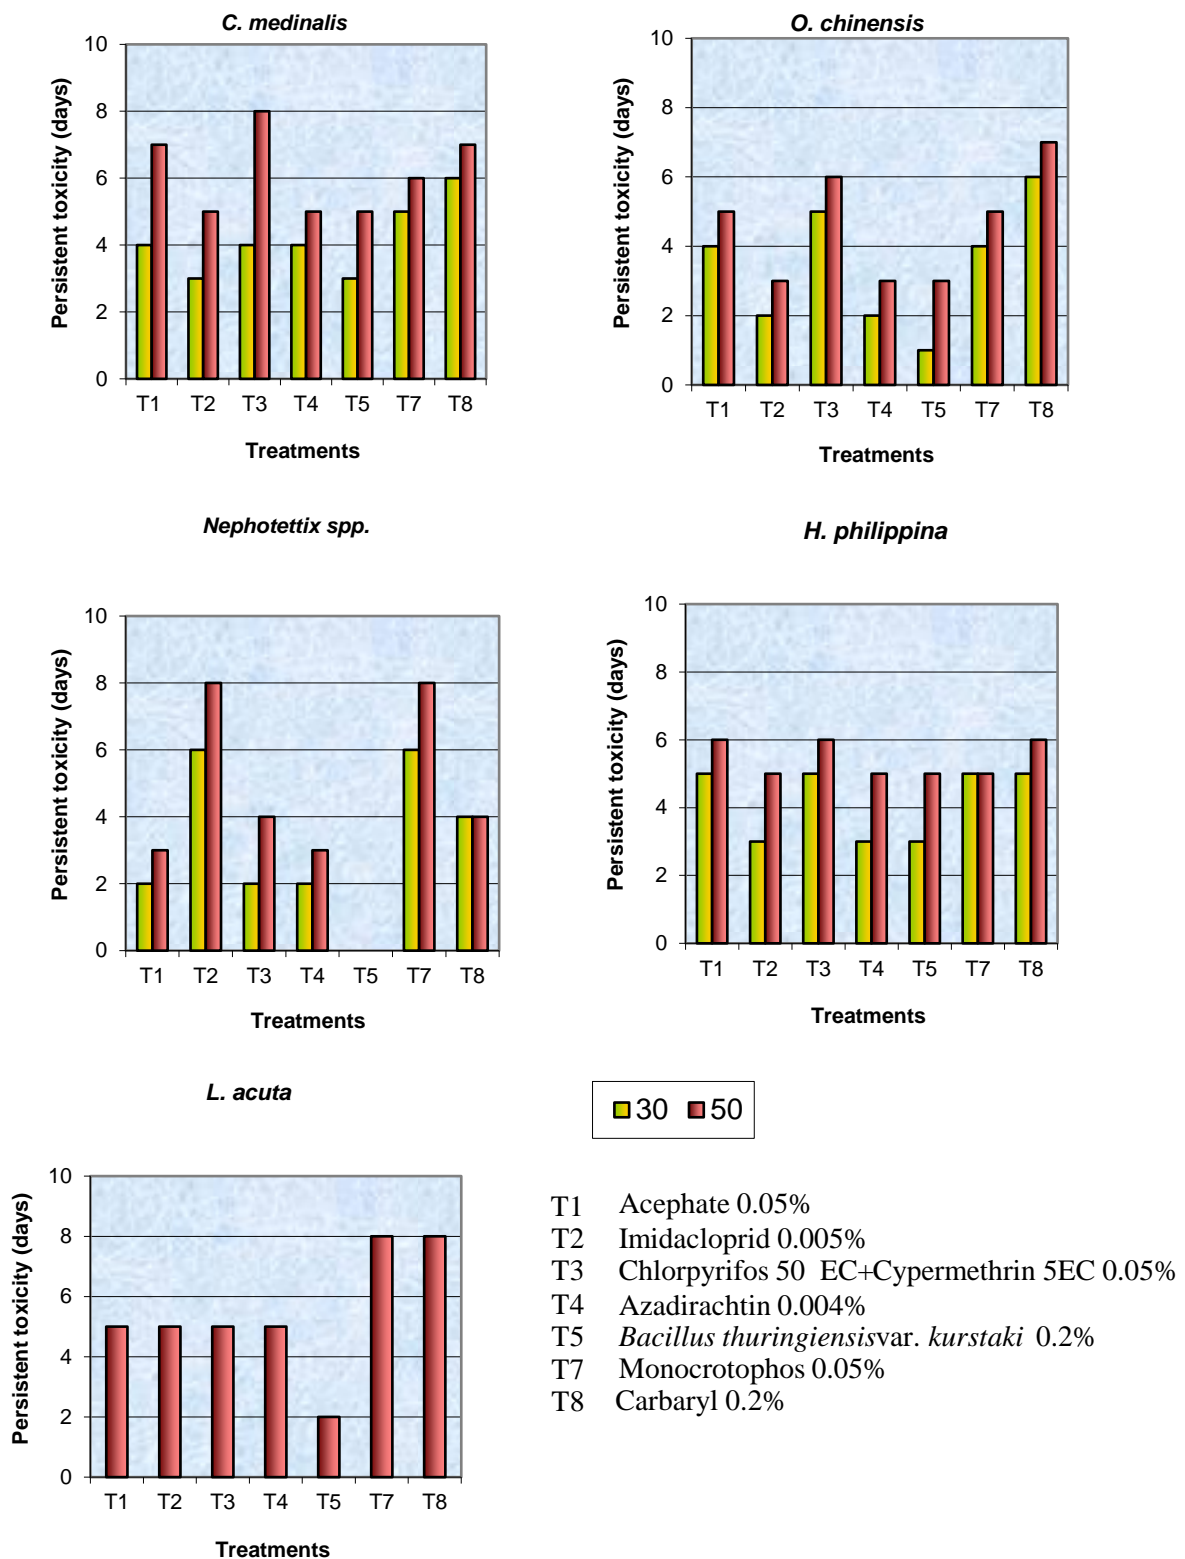 C. medinalis
10
8
6
4
2
0
Persistent toxicity (days)
T1 T2 T3 T4 T5 T7 T8
Treatments
O. chinensis
10
8
6
4
2
0
Persistent toxicity (days)
T1 T2 T3 T4 T5 T7 T8
Treatments
Nephotettix spp.
10
8
6
4
2
0
Persistent toxicity (days)
T1 T2 T3 T4 T5 T7 T8
Treatments
H. philippina
10
8
6
4
2
0
Persistent toxicity (days)
T1 T2 T3 T4 T5 T7 T8
Treatments
L. acuta
10
8
6
4
2
0
Persistent toxicity (days)
T1 T2 T3 T4 T5 T7 T8
Treatments
30 50
T1 Acephate 0.05%
T2 Imidacloprid 0.005%
T3 Chlorpyrifos 50 EC+Cypermethrin 5EC 0.05%
T4 Azadirachtin 0.004%
T5 Bacillus thuringiensisvar. kurstaki 0.2%
T7 Monocrotophos 0.05%
T8 Carbaryl 0.2%